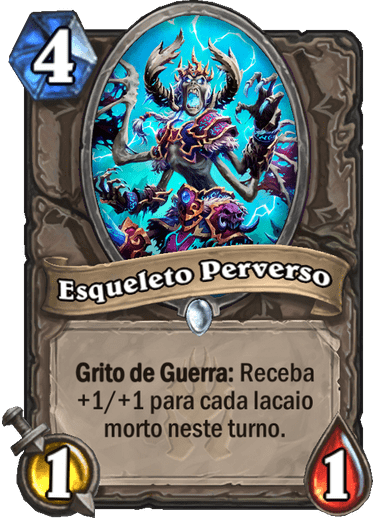 4
Esqueleto Perverso
Grito de Guerra: Receba
+1/+1 para cada lacaio
morto neste turno.
1
1